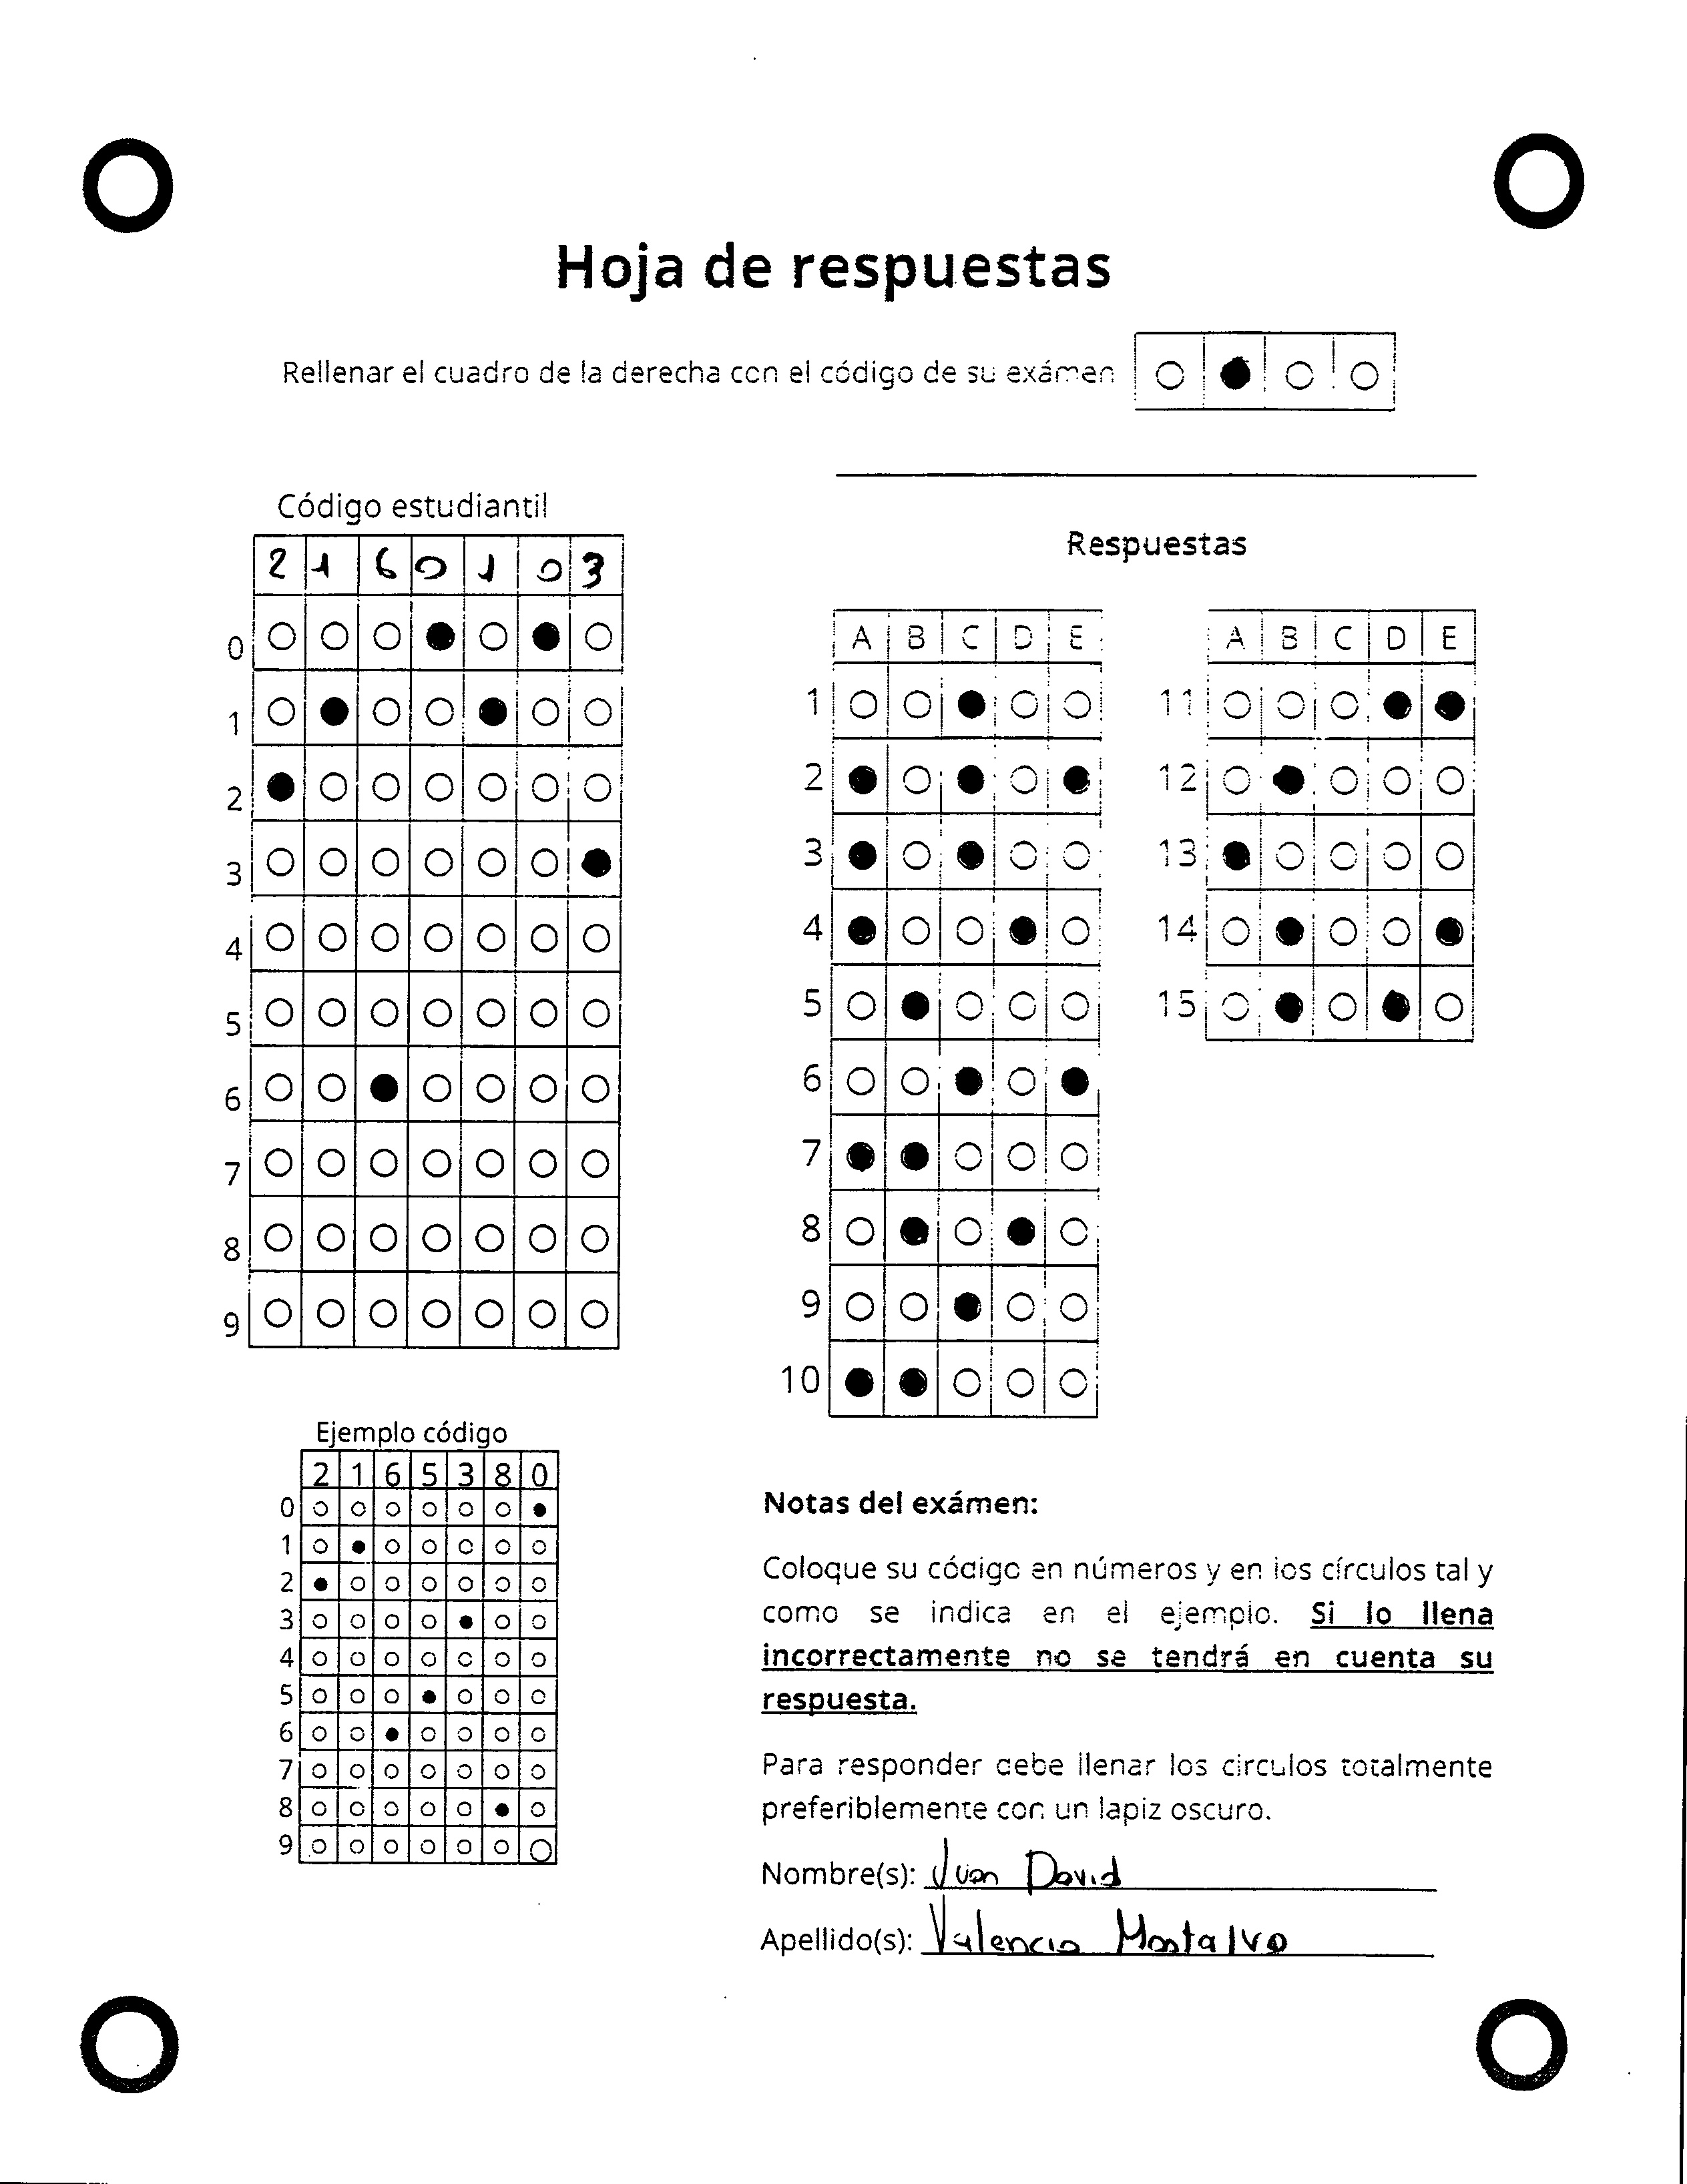 Hoja de respuestas
Rellenar el cuadro de la derecha con el código de su exámen
Código estudiantil
2 1 6 0 1 0 3
0
1
2
3
4
5
6
7
8
9
Respuestas
A B C D E
1
2
3
4
5
6
7
8
9
10
A B C D E
11
12
13
14
15
Ejemplo código
2 1 6 5 3 8 0
0
1
2
3
4
5
6
7
8
9
Notas del exámen:
Coloque su código en números y en los círculos tal y
como se indica en el ejemplo. Si lo llena
incorrectamente no se tendrá en cuenta su
respuesta.
Para responder debe llenar los circulos totalmente
preferiblemente con un lapiz oscuro.
Nombre(s): Juan David
Apellido(s): Valencia Montalvo